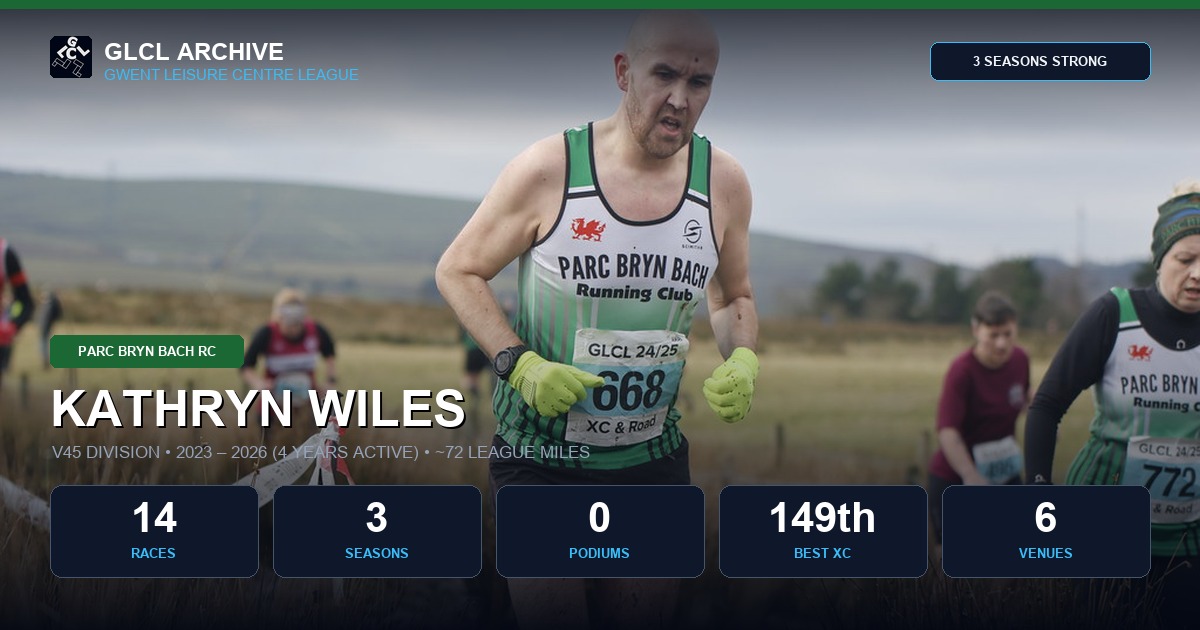 GLCL ARCHIVE
GWENT LEISURE CENTRE LEAGUE
3 SEASONS STRONG
PARC BRYN BACH
Running Club
GLCL 24/25
668
XC & Road
PARC BRYN
Running
GLCL 24/25
772
& Road
PARC BRYN BACH RC
KATHRYN WILES
V45 DIVISION • 2023 – 2026 (4 YEARS ACTIVE) • ~72 LEAGUE MILES
14
RACES
3
SEASONS
0
PODIUMS
149th
BEST XC
6
VENUES